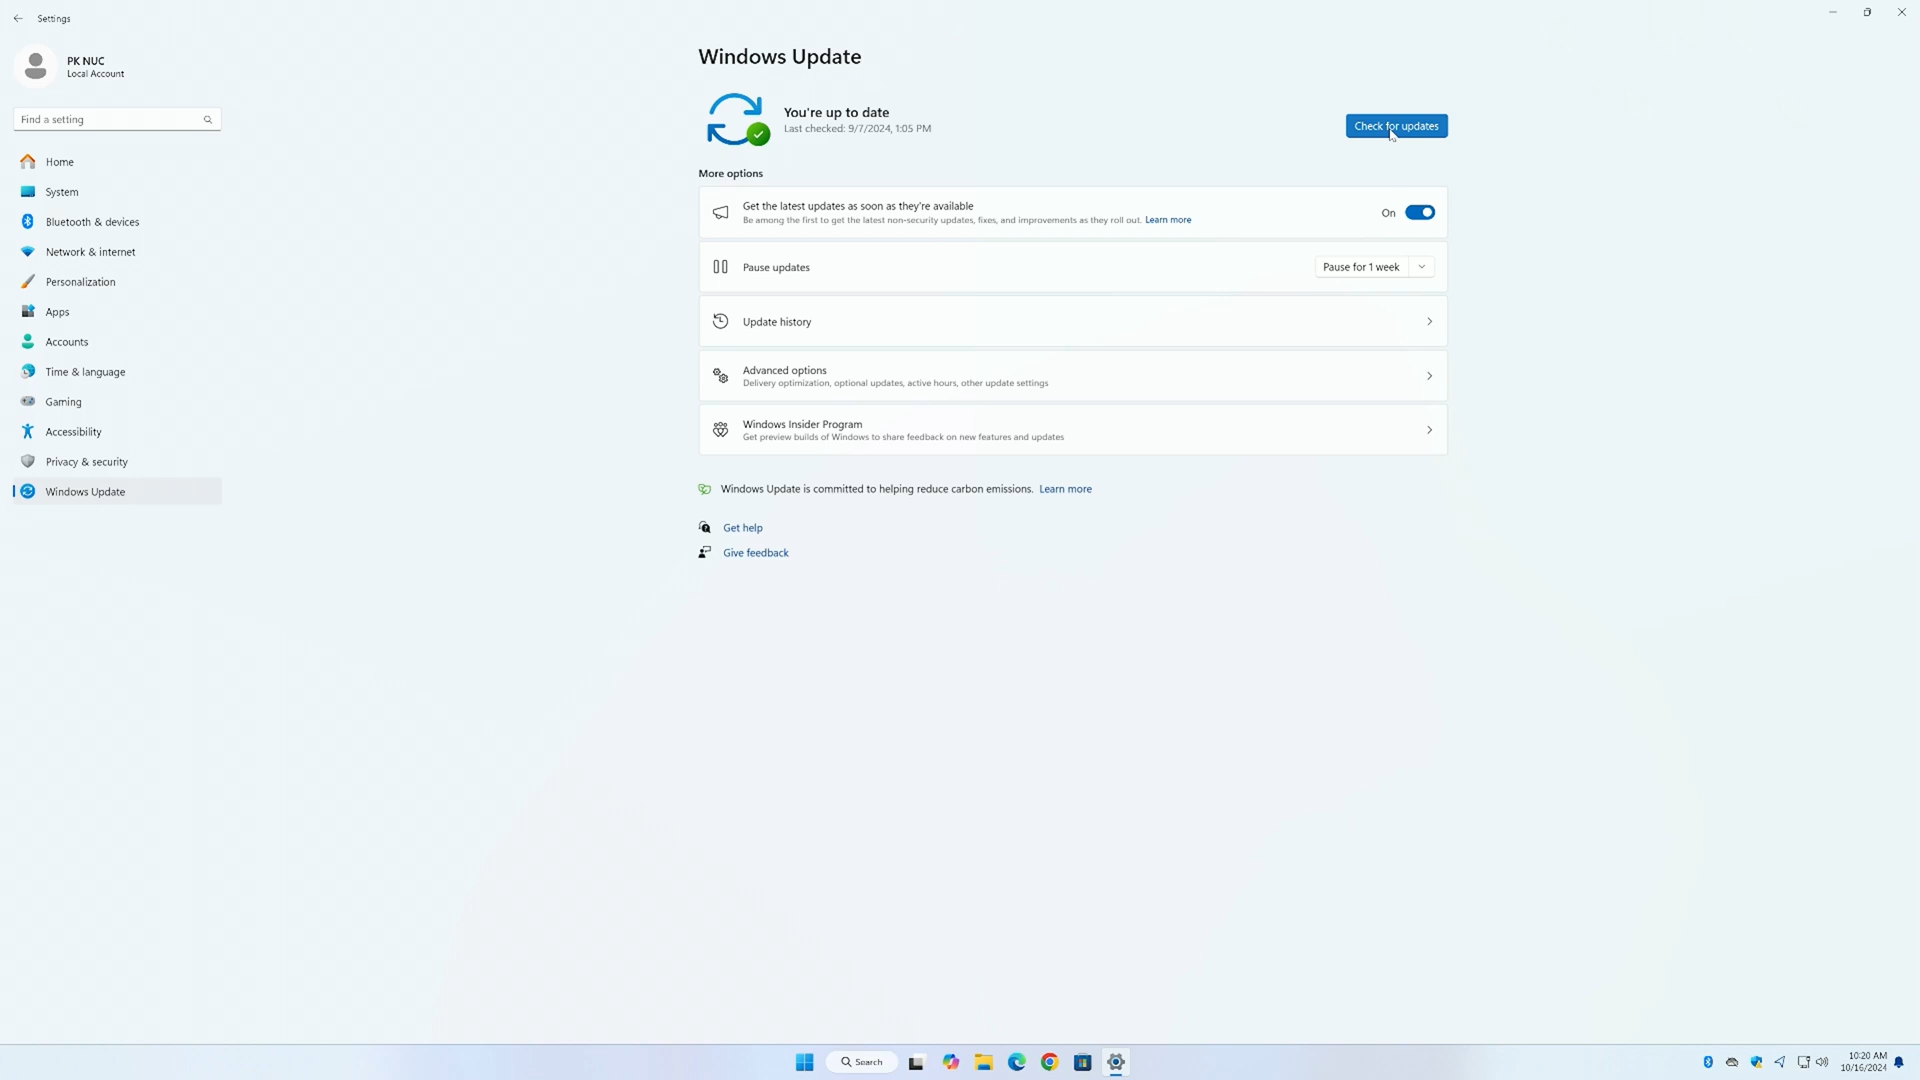 Settings
PK NUC
Local Account
Find a setting
Home
System
Bluetooth & devices
Network & internet
Personalization
Apps
Accounts
Time & language
Gaming
Accessibility
Privacy & security
Windows Update
Windows Update
You're up to date
Last checked: 9/7/2024, 1:05 PM
Check for updates
More options
Get the latest updates as soon as they're available
Be among the first to get the latest non-security updates, fixes, and improvements as they roll out. Learn more
On
Pause updates
Pause for 1 week
Update history
Advanced options
Delivery optimization, optional updates, active hours, other update settings
Windows Insider Program
Get preview builds of Windows to share feedback on new features and updates
Windows Update is committed to helping reduce carbon emissions. Learn more
Get help
Give feedback
Search
10:20 AM
10/16/2024